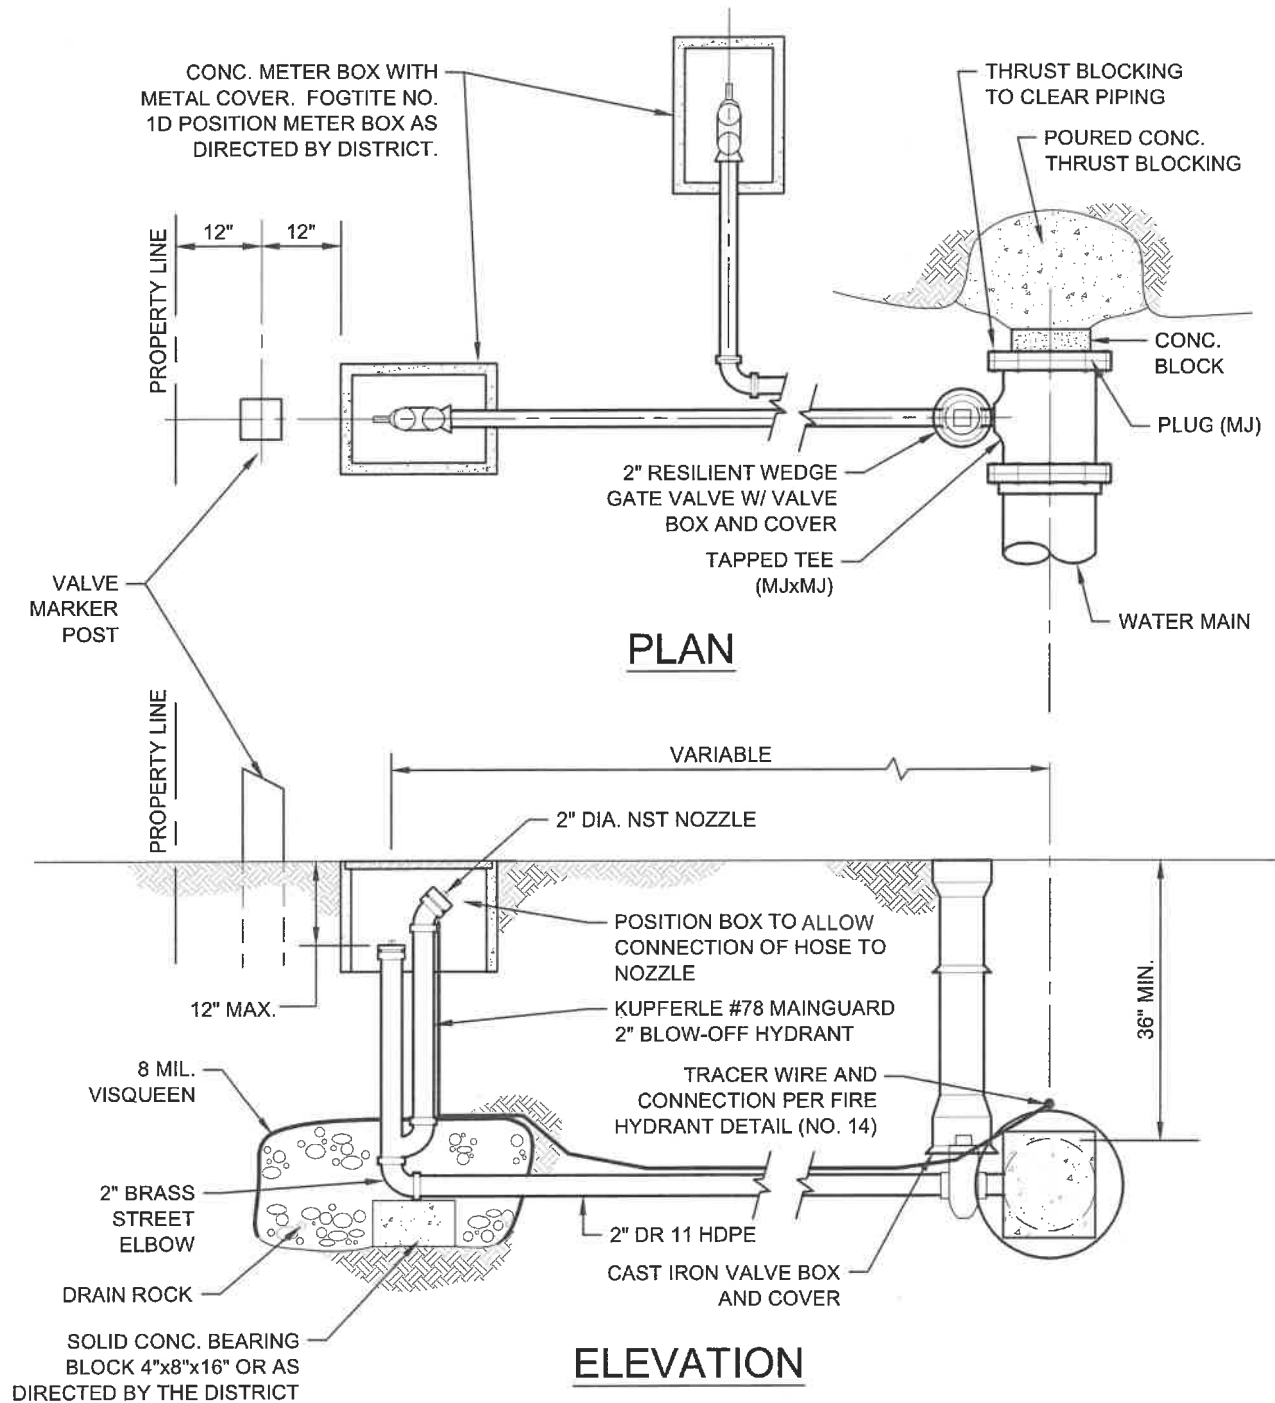 CONC. METER BOX WITH
METAL COVER. FOGTITE NO.
1D POSITION METER BOX AS
DIRECTED BY DISTRICT.
THRUST BLOCKING
TO CLEAR PIPING
POURED CONC.
THRUST BLOCKING
12"
12"
PROPERTY LINE
CONC.
BLOCK
PLUG (MJ)
2" RESILIENT WEDGE
GATE VALVE W/ VALVE
BOX AND COVER
TAPPED TEE
(MJxMJ)
VALVE
MARKER
POST
WATER MAIN
PLAN
PROPERTY LINE
VARIABLE
2" DIA. NST NOZZLE
POSITION BOX TO ALLOW
CONNECTION OF HOSE TO
NOZZLE
12" MAX.
KUPFERLE #78 MAINGUARD
2" BLOW-OFF HYDRANT
36" MIN.
8 MIL.
VISQUEEN
TRACER WIRE AND
CONNECTION PER FIRE
HYDRANT DETAIL (NO. 14)
2" BRASS
STREET
ELBOW
2" DR 11 HDPE
DRAIN ROCK
CAST IRON VALVE BOX
AND COVER
SOLID CONC. BEARING
BLOCK 4"x8"x16" OR AS
DIRECTED BY THE DISTRICT
ELEVATION